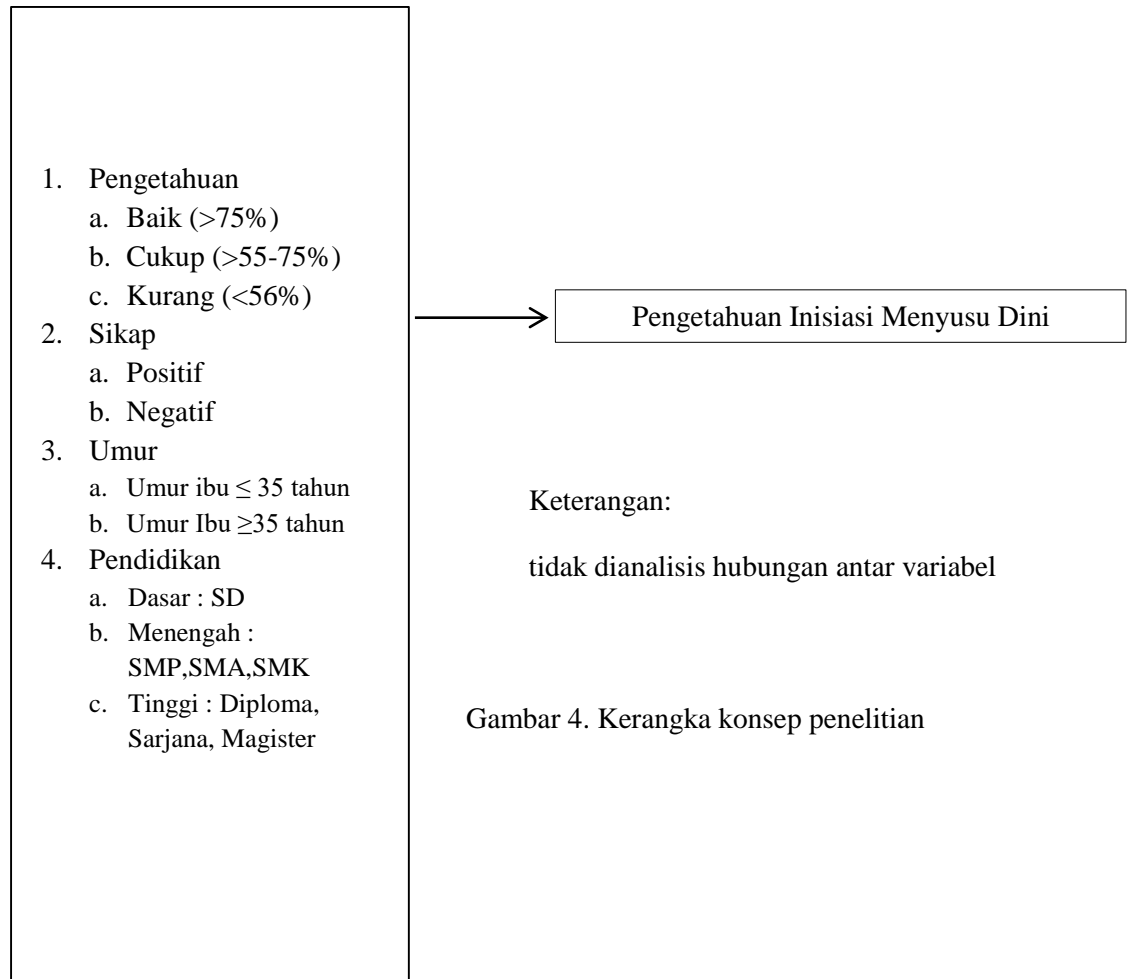 1. Pengetahuan
a. Baik (>75%)
b. Cukup (>55-75%)
c. Kurang (<56%)
2. Sikap
a. Positif
b. Negatif
3. Umur
a. Umur ibu ≤ 35 tahun
b. Umur Ibu ≥35 tahun
4. Pendidikan
a. Dasar : SD
b. Menengah :
SMP,SMA,SMK
c. Tinggi : Diploma,
Sarjana, Magister
Pengetahuan Inisiasi Menyusu Dini
Keterangan:
tidak dianalisis hubungan antar variabel
Gambar 4. Kerangka konsep penelitian